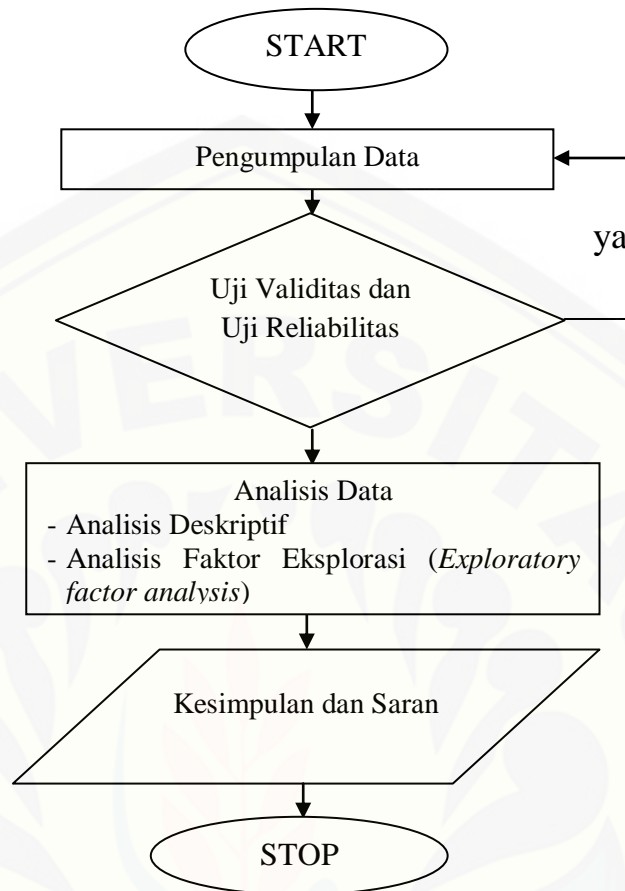 START
Pengumpulan Data
ya
Uji Validitas dan
Uji Reliabilitas
Analisis Data
- Analisis Deskriptif
- Analisis Faktor Eksplorasi (Exploratory
factor analysis)
Kesimpulan dan Saran
STOP